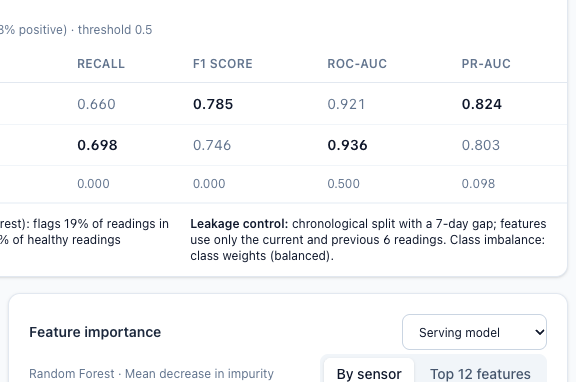 8% positive) · threshold 0.5
RECALL F1 SCORE ROC-AUC PR-AUC
0.660 0.785 0.921 0.824
0.698 0.746 0.936 0.803
0.000 0.000 0.500 0.098
rest): flags 19% of readings in
% of healthy readings
Leakage control: chronological split with a 7-day gap; features
use only the current and previous 6 readings. Class imbalance:
class weights (balanced).
Feature importance
Serving model
Random Forest · Mean decrease in impurity
By sensor Top 12 features